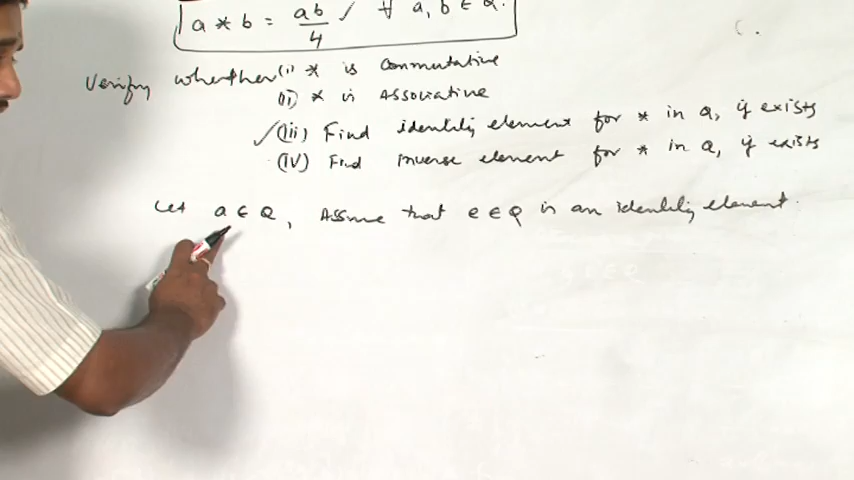 a * b = ab/4 ∀ a, b ∈ Q.
Verify whether (i) * is commutative
(ii) * is Associative
✓(iii) Find identity element for * in Q, if exists
(iv) Find inverse element for * in Q, if exists
Let a ∈ Q, Assume that e ∈ Q is an identity element.